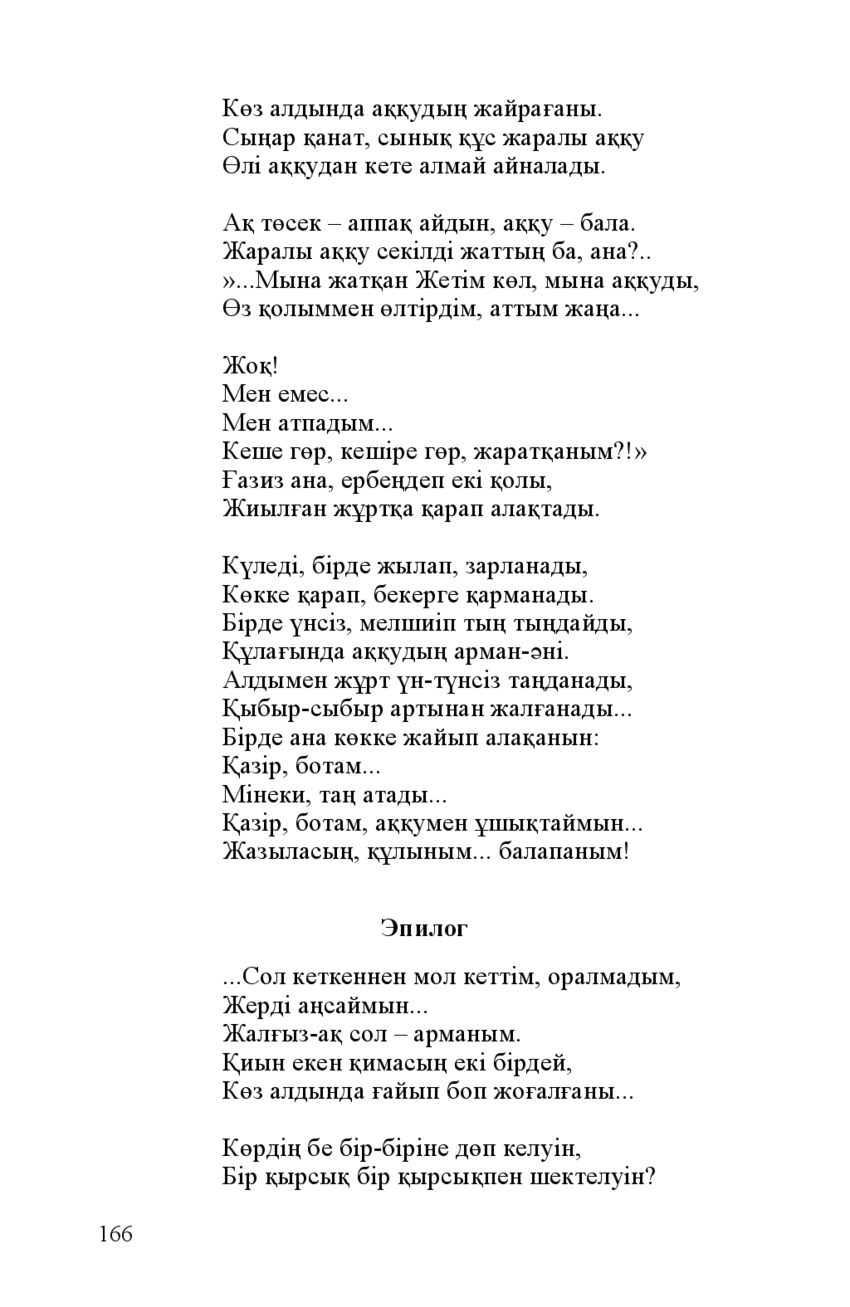 Көз алдында аққудың жайрағаны.
Сыңар қанат, сынық құс жаралы аққу
Өлі аққудан кете алмай айналады.
Ақ төсек – аппақ айдын, аққу – бала.
Жаралы аққу секілді жаттың ба, ана?..
»...Мына жатқан Жетім көл, мына аққуды,
Өз қолыммен өлтірдім, аттым жаңа...
Жоқ!
Мен емес...
Мен атпадым...
Кеше гөр, кешіре гөр, жаратқаным?!»
Ғазиз ана, ербеңдеп екі қолы,
Жиылған жұртқа қарап алақтады.
Күледі, бірде жылап, зарланады,
Көкке қарап, бекерге қарманады.
Бірде үнсіз, мелшиіп тың тыңдайды,
Құлағында аққудың арман-әні.
Алдымен жұрт үн-түнсіз таңданады,
Қыбыр-сыбыр артынан жалғанады...
Бірде ана көкке жайып алақанын:
Қазір, ботам...
Мінеки, таң атады...
Қазір, ботам, аққумен ұшықтаймын...
Жазыласың, құлыным... балапаным!
Эпилог
...Сол кеткеннен мол кеттім, оралмадым,
Жерді аңсаймын...
Жалғыз-ақ сол – арманым.
Қиын екен қимасың екі бірдей,
Көз алдында ғайып боп жоғалғаны...
Көрдің бе бір-біріне дөп келуін,
Бір қырсық бір қырсықпен шектелуін?
166